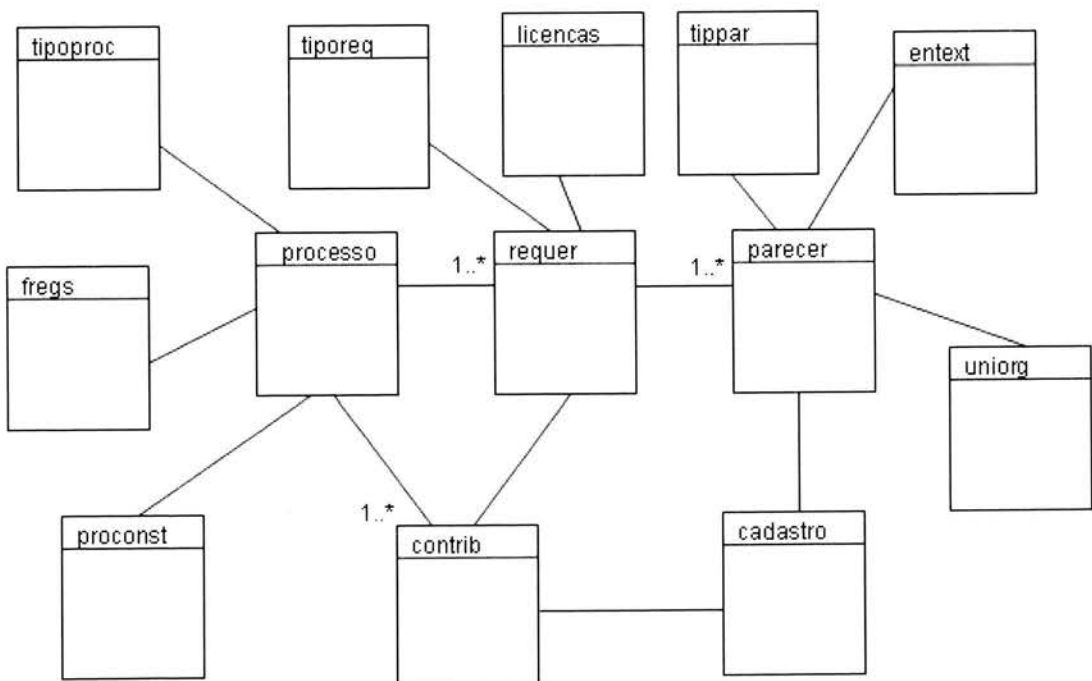 tipoproc
tiporeq
licencas
tippar
entext
processo
1..*
requer
1..*
parecer
fregs
uniorg
proconst
1..*
contrib
cadastro